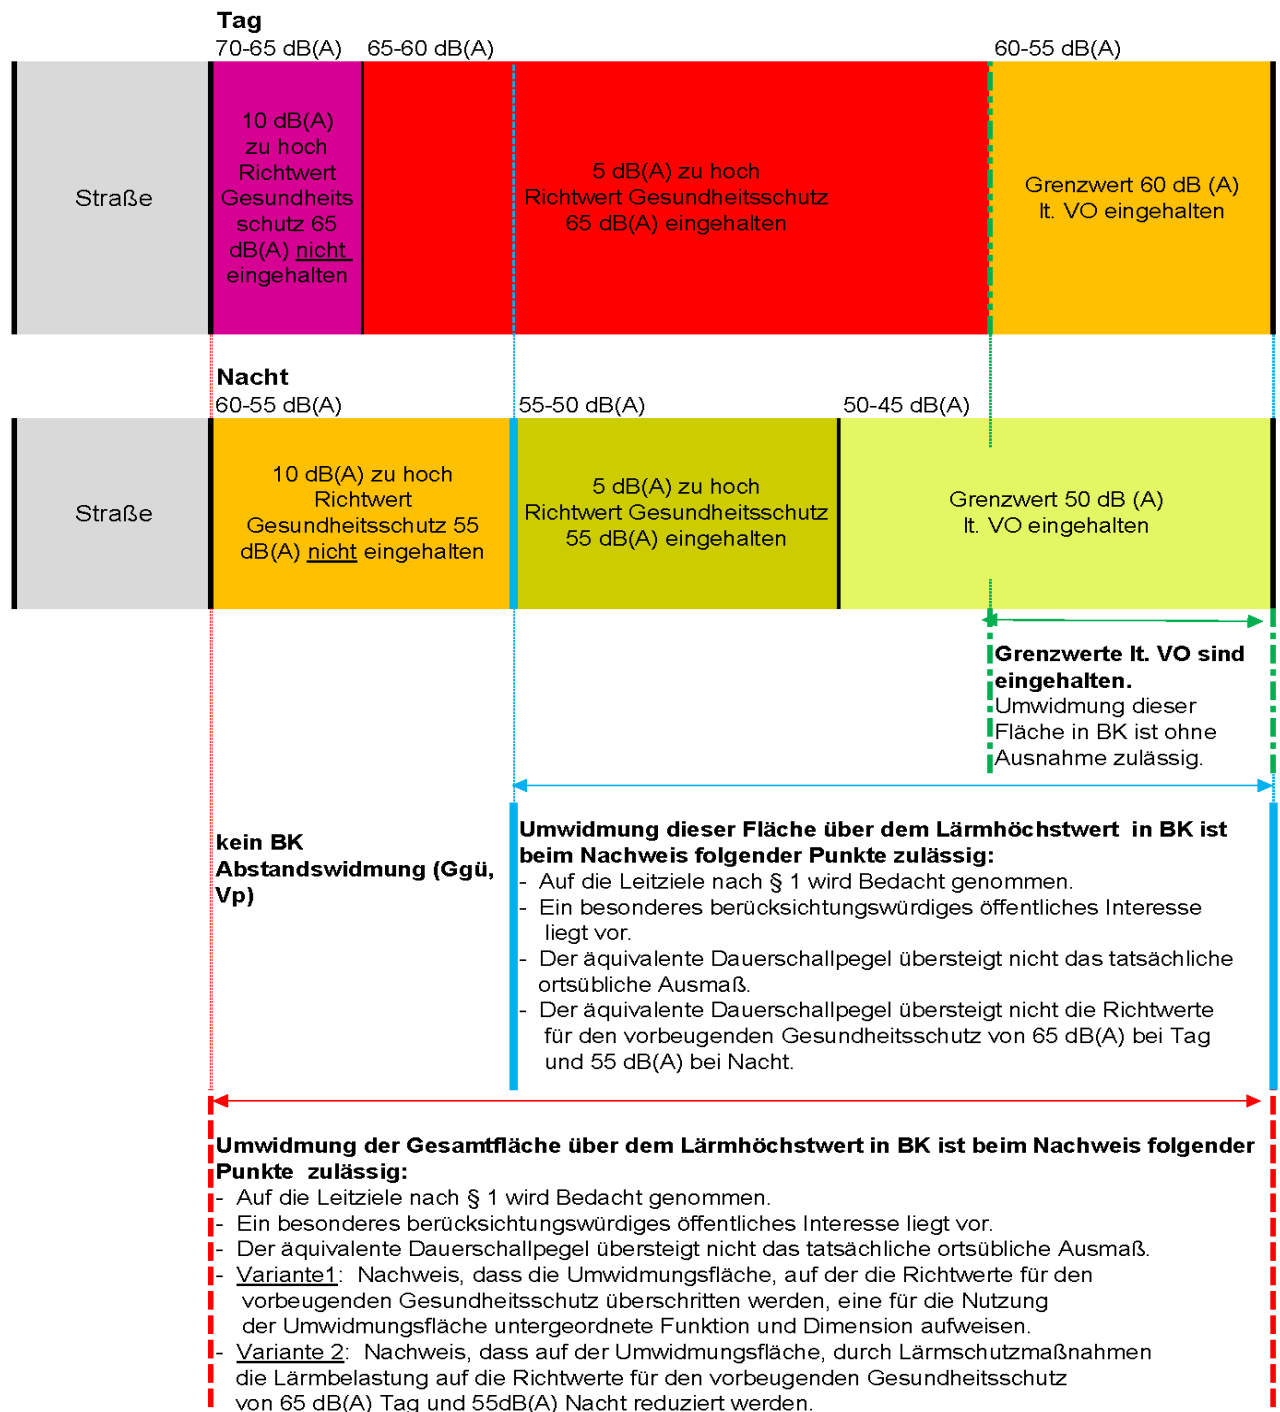 Tag
70-65 dB(A)
65-60 dB(A)
60-55 dB(A)
Straße
10 dB(A)
zu hoch
Richtwert
Gesundheits
schutz 65
dB(A) nicht
eingehalten
5 dB(A) zu hoch
Richtwert Gesundheitsschutz
65 dB(A) eingehalten
Grenzwert 60 dB (A)
lt. VO eingehalten
Nacht
60-55 dB(A)
55-50 dB(A)
50-45 dB(A)
Straße
10 dB(A) zu hoch
Richtwert
Gesundheitsschutz 55
dB(A) nicht eingehalten
5 dB(A) zu hoch
Richtwert Gesundheitsschutz
55 dB(A) eingehalten
Grenzwert 50 dB (A)
lt. VO eingehalten
Grenzwerte lt. VO sind
eingehalten.
Umwidmung dieser
Fläche in BK ist ohne
Ausnahme zulässig.
kein BK
Abstandswidmung (Ggü,
Vp)
Umwidmung dieser Fläche über dem Lärmhöchstwert in BK ist
beim Nachweis folgender Punkte zulässig:
- Auf die Leitziele nach § 1 wird Bedacht genommen.
- Ein besonderes berücksichtungswürdiges öffentliches Interesse
liegt vor.
- Der äquivalente Dauerschallpegel übersteigt nicht das tatsächliche
ortsübliche Ausmaß.
- Der äquivalente Dauerschallpegel übersteigt nicht die Richtwerte
für den vorbeugenden Gesundheitsschutz von 65 dB(A) bei Tag
und 55 dB(A) bei Nacht.
Umwidmung der Gesamtfläche über dem Lärmhöchstwert in BK ist beim Nachweis folgender
Punkte zulässig:
- Auf die Leitziele nach § 1 wird Bedacht genommen.
- Ein besonderes berücksichtungswürdiges öffentliches Interesse liegt vor.
- Der äquivalente Dauerschallpegel übersteigt nicht das tatsächliche ortsübliche Ausmaß.
- Variante1: Nachweis, dass die Umwidmungsfläche, auf der die Richtwerte für den
vorbeugenden Gesundheitsschutz überschritten werden, eine für die Nutzung
der Umwidmungsfläche untergeordnete Funktion und Dimension aufweisen.
- Variante 2: Nachweis, dass auf der Umwidmungsfläche, durch Lärmschutzmaßnahmen
die Lärmbelastung auf die Richtwerte für den vorbeugenden Gesundheitsschutz
von 65 dB(A) Tag und 55dB(A) Nacht reduziert werden.